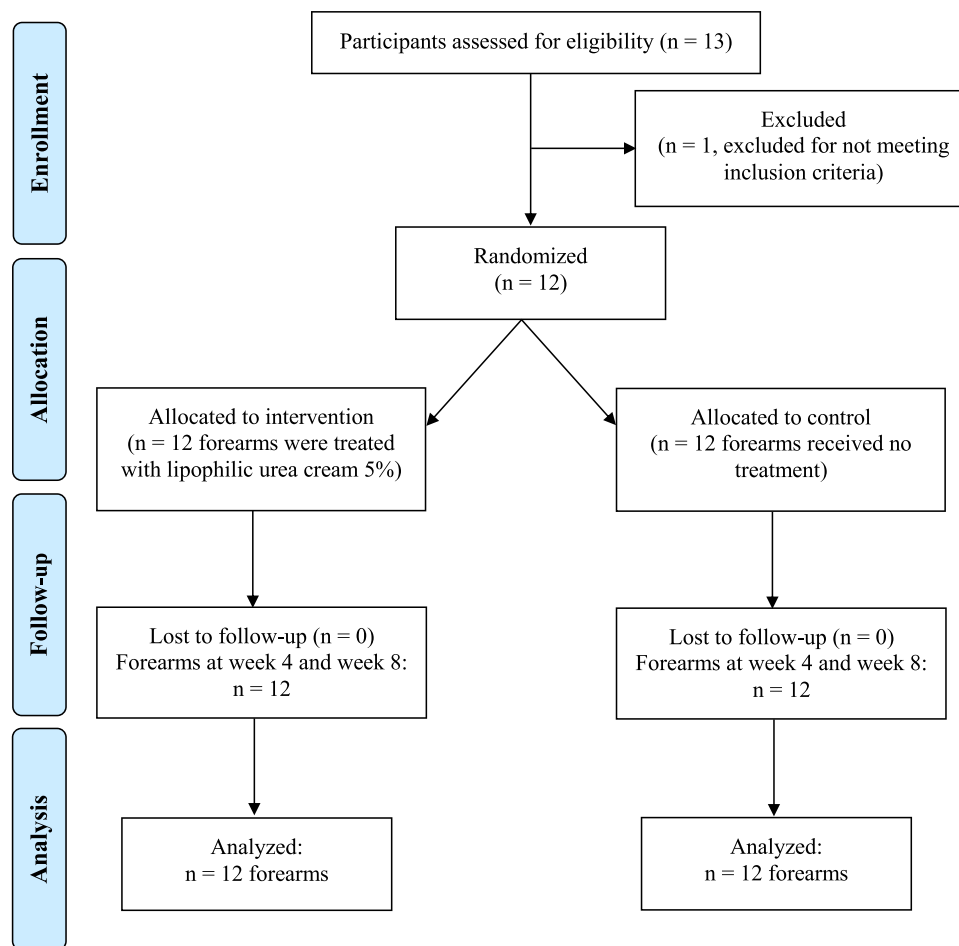 Enrollment
Participants assessed for eligibility (n = 13)
Excluded
(n = 1, excluded for not meeting
inclusion criteria)
Randomized
(n = 12)
Allocation
Allocated to intervention
(n = 12 forearms were treated
with lipophilic urea cream 5%)
Allocated to control
(n = 12 forearms received no
treatment)
Follow-up
Lost to follow-up (n = 0)
Forearms at week 4 and week 8:
n = 12
Lost to follow-up (n = 0)
Forearms at week 4 and week 8:
n = 12
Analysis
Analyzed:
n = 12 forearms
Analyzed:
n = 12 forearms